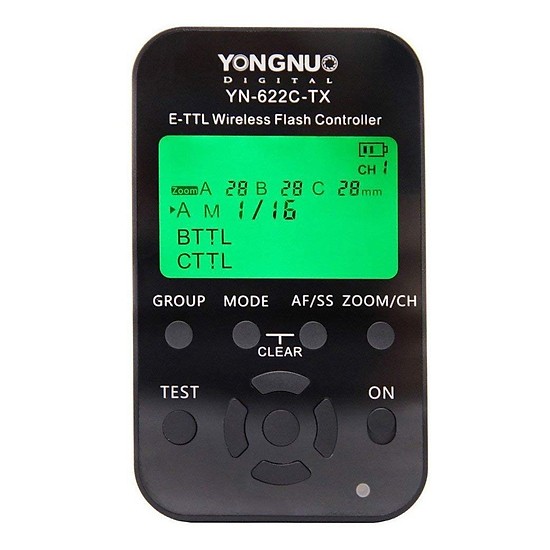 YONGNUO
DIGITAL
YN-622C-TX
E-TTL Wireless Flash Controller
CH 1
Zoom A 28 B 28 C 28mm
▸A M 1/16
BTTL
CTTL
GROUP MODE AF/SS ZOOM/CH
CLEAR
TEST ON